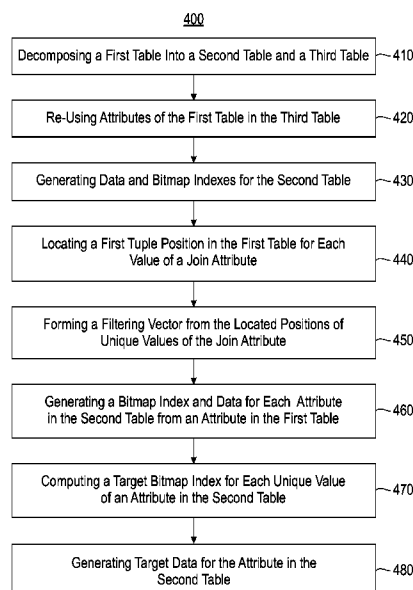 400
Decomposing a First Table Into a Second Table and a Third Table
410
Re-Using Attributes of the First Table in the Third Table
420
Generating Data and Bitmap Indexes for the Second Table
430
Locating a First Tuple Position in the First Table for Each
Value of a Join Attribute
440
Forming a Filtering Vector from the Located Positions of
Unique Values of the Join Attribute
450
Generating a Bitmap Index and Data for Each Attribute
in the Second Table from an Attribute in the First Table
460
Computing a Target Bitmap Index for Each Unique Value
of an Attribute in the Second Table
470
Generating Target Data for the Attribute in the
Second Table
480